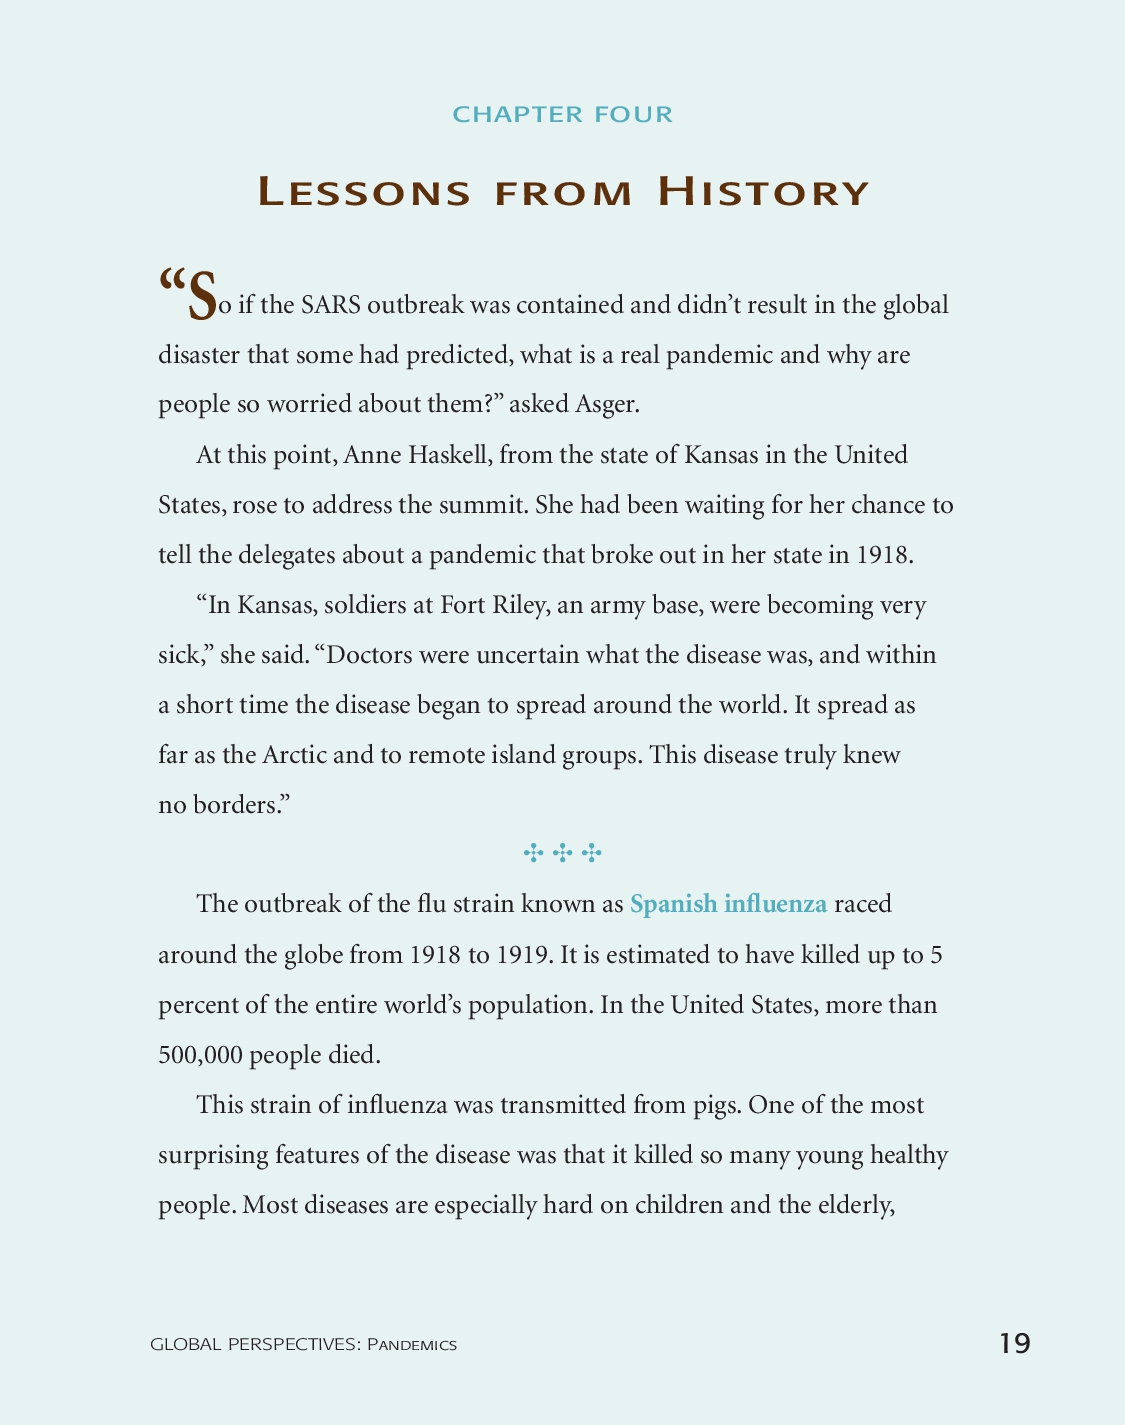 CHAPTER FOUR
LESSONS FROM HISTORY
“So if the SARS outbreak was contained and didn’t result in the global
disaster that some had predicted, what is a real pandemic and why are
people so worried about them?” asked Asger.
At this point, Anne Haskell, from the state of Kansas in the United
States, rose to address the summit. She had been waiting for her chance to
tell the delegates about a pandemic that broke out in her state in 1918.
“In Kansas, soldiers at Fort Riley, an army base, were becoming very
sick,” she said. “Doctors were uncertain what the disease was, and within
a short time the disease began to spread around the world. It spread as
far as the Arctic and to remote island groups. This disease truly knew
no borders.”
The outbreak of the flu strain known as Spanish influenza raced
around the globe from 1918 to 1919. It is estimated to have killed up to 5
percent of the entire world’s population. In the United States, more than
500,000 people died.
This strain of influenza was transmitted from pigs. One of the most
surprising features of the disease was that it killed so many young healthy
people. Most diseases are especially hard on children and the elderly,
GLOBAL PERSPECTIVES: PANDEMICS
19